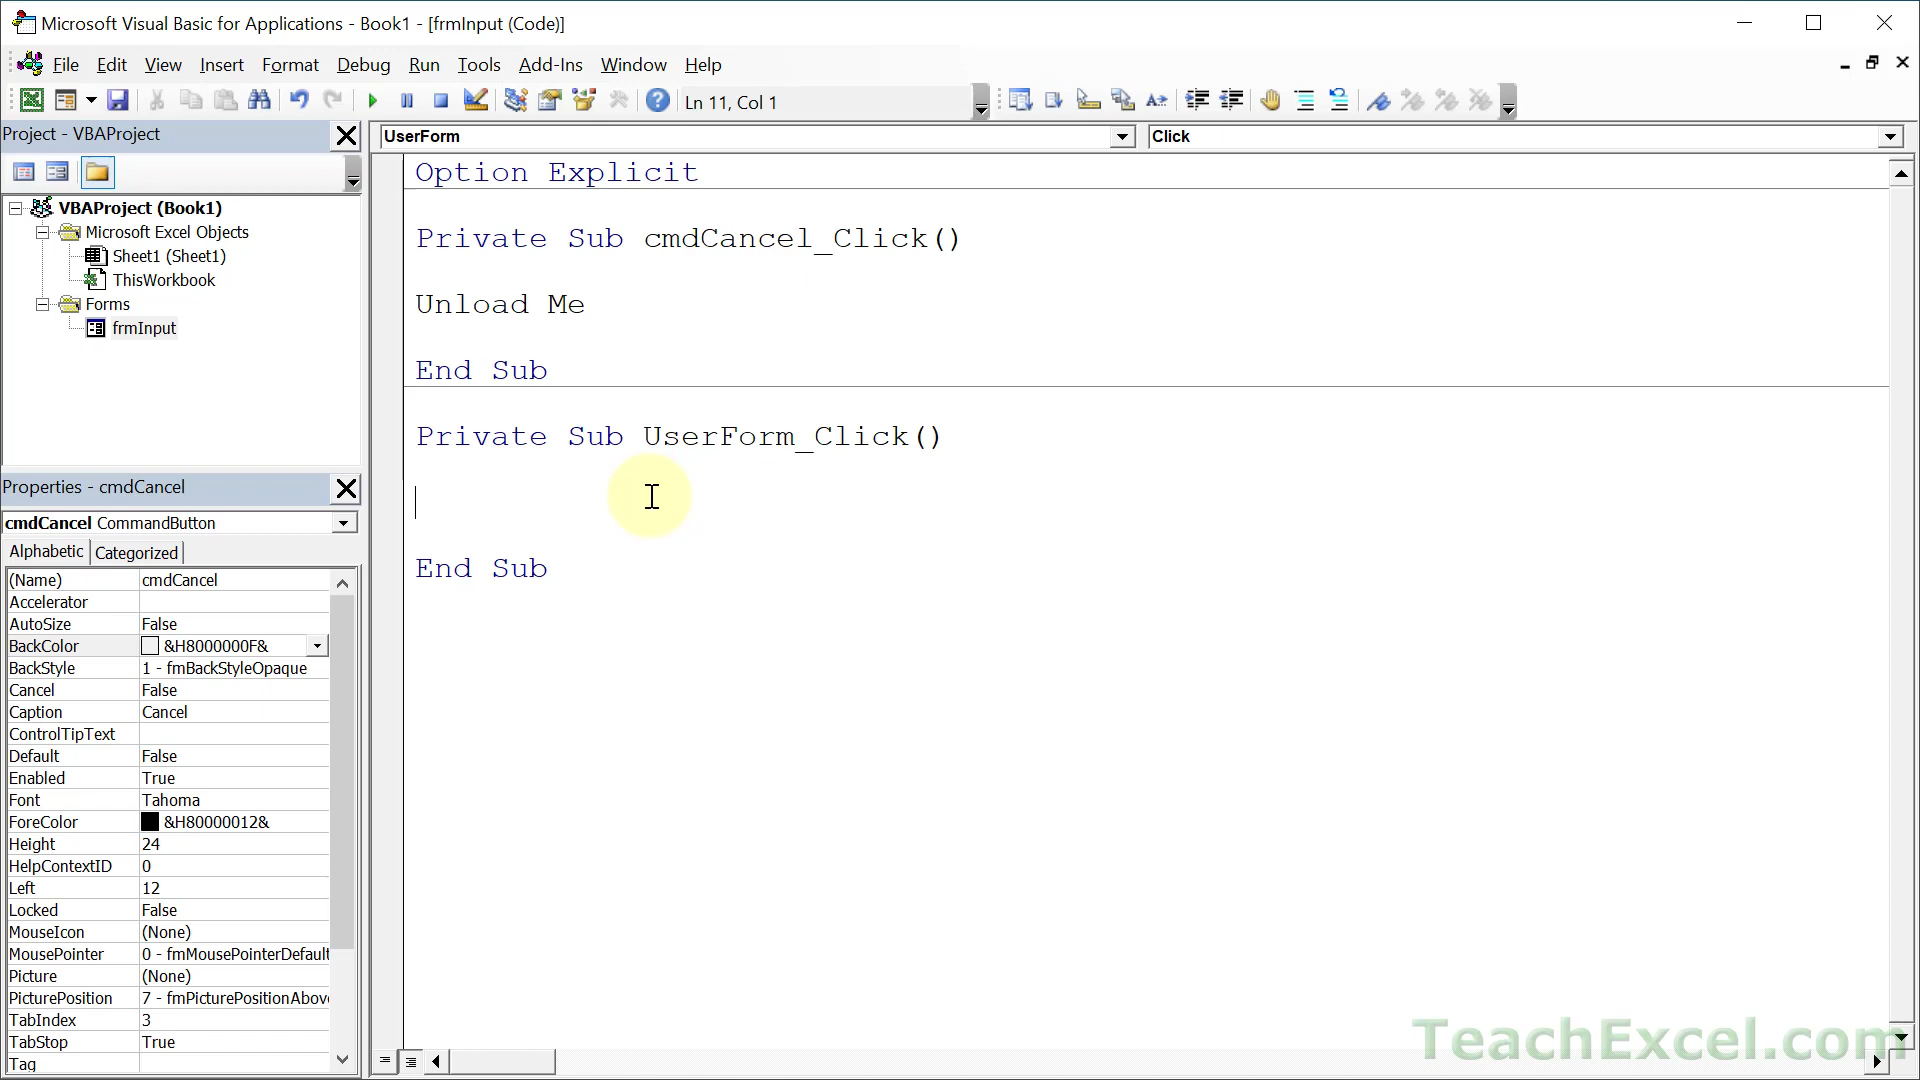 Microsoft Visual Basic for Applications - Book1 - [frmInput (Code)]
File Edit View Insert Format Debug Run Tools Add-Ins Window Help
Ln 11, Col 1
Project - VBAProject
VBAProject (Book1)
Microsoft Excel Objects
Sheet1 (Sheet1)
ThisWorkbook
Forms
frmInput
Properties - cmdCancel
cmdCancel CommandButton
Alphabetic Categorized
(Name) cmdCancel
Accelerator
AutoSize False
BackColor &H8000000F&
BackStyle 1 - fmBackStyleOpaque
Cancel False
Caption Cancel
ControlTipText
Default False
Enabled True
Font Tahoma
ForeColor &H80000012&
Height 24
HelpContextID 0
Left 12
Locked False
MouseIcon (None)
MousePointer 0 - fmMousePointerDefault
Picture (None)
PicturePosition 7 - fmPicturePositionAbov
TabIndex 3
TabStop True
Tag
UserForm Click
Option Explicit
Private Sub cmdCancel_Click()
Unload Me
End Sub
Private Sub UserForm_Click()
End Sub
TeachExcel.com